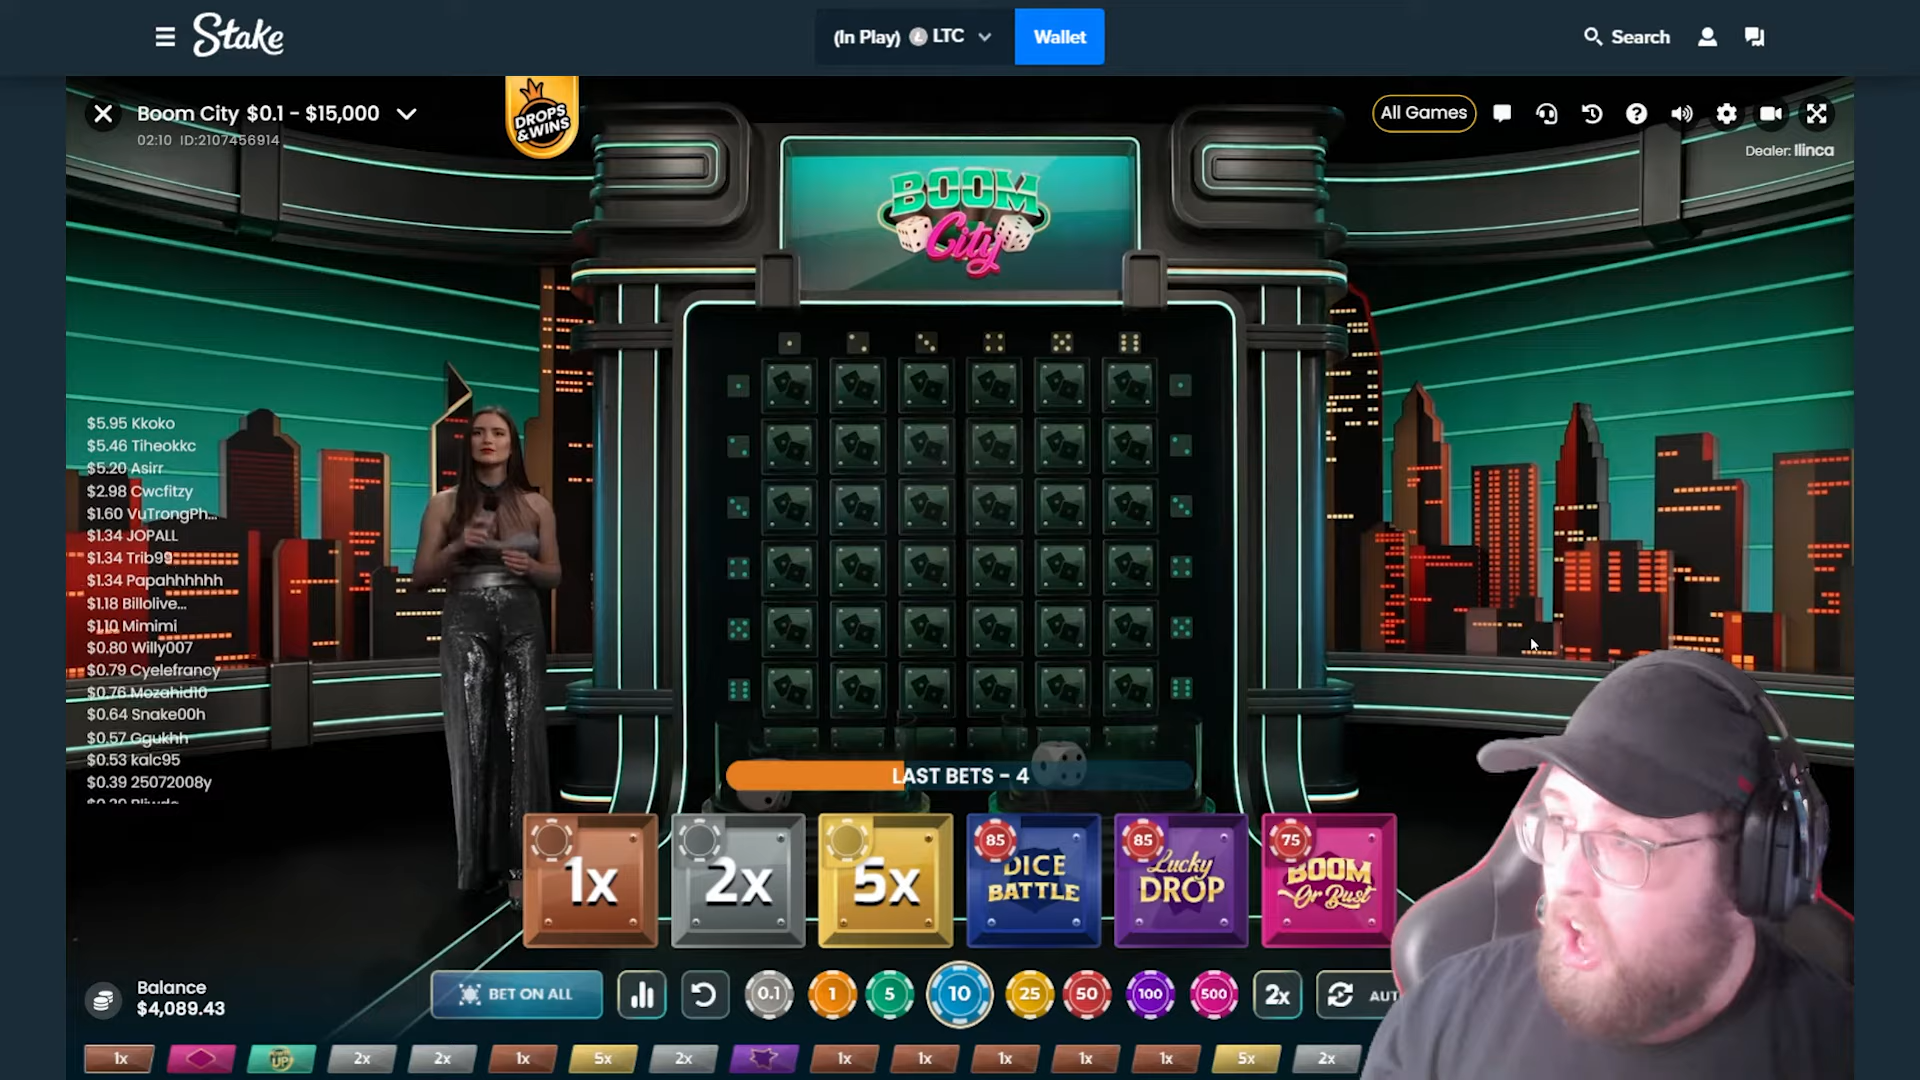 Stake
(In Play) LTC
Wallet
Search
Boom City $0.1 - $15,000
02:10 ID:2107456914
DROPS
&WINS
All Games
Dealer: Ilinca
BOOM
City
$5.95 Kkoko
$5.46 Tiheokkc
$5.20 Asirr
$2.98 Cwcfitzy
$1.60 VuTrongPh...
$1.34 JOPALL
$1.34 Trib99
$1.34 Papahhhhhh
$1.18 Billolive...
$1.10 Mimimi
$0.80 Willy007
$0.79 Cyelefrancy
$0.76 Mozahid10
$0.64 Snake00h
$0.57 Ggukhh
$0.53 kalc95
$0.39 25072008y
LAST BETS - 4
1x
2x
5x
85
DICE
BATTLE
85
Lucky
DROP
75
BOOM
Or Bust
Balance
$4,089.43
BET ON ALL
0.1
1
5
10
25
50
100
500
2x
AUT
1x
UP!
2x
2x
1x
5x
2x
1x
1x
1x
1x
1x
5x
2x